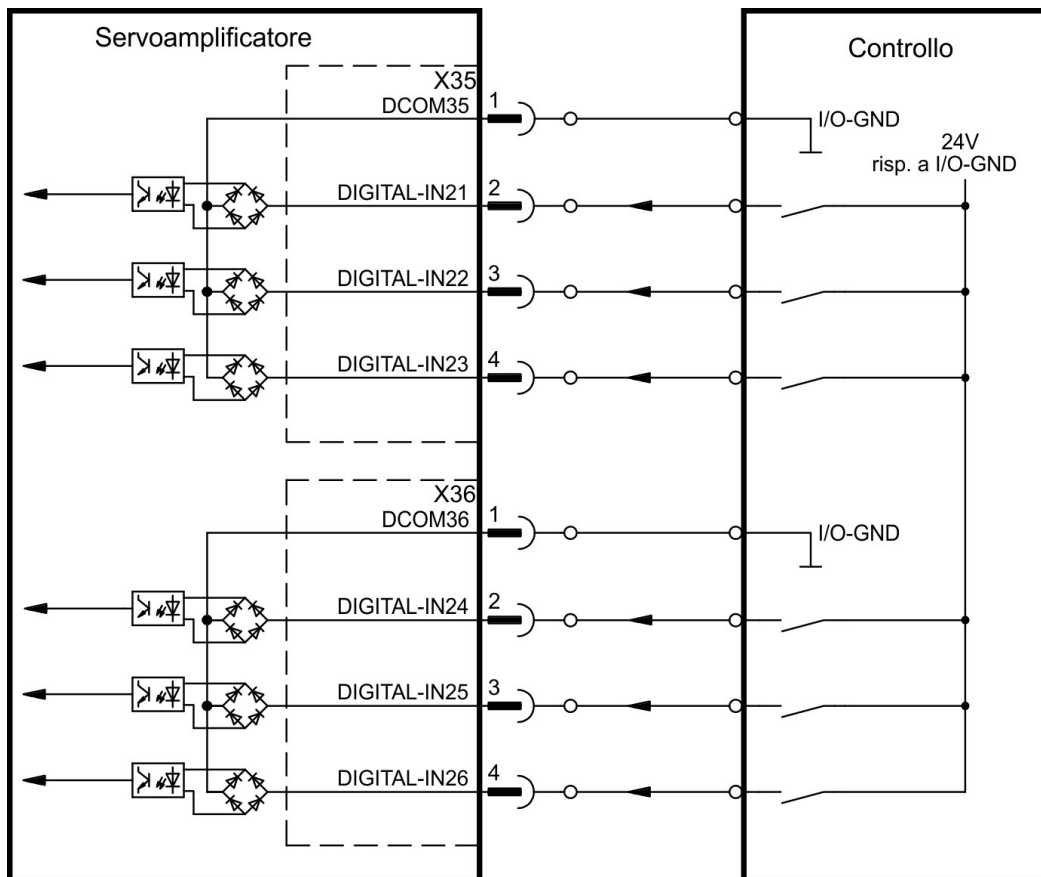 Servoamplificatore
Controllo
X35
DCOM35
1
I/O-GND
24V
risp. a I/O-GND
DIGITAL-IN21
2
DIGITAL-IN22
3
DIGITAL-IN23
4
X36
DCOM36
1
I/O-GND
DIGITAL-IN24
2
DIGITAL-IN25
3
DIGITAL-IN26
4